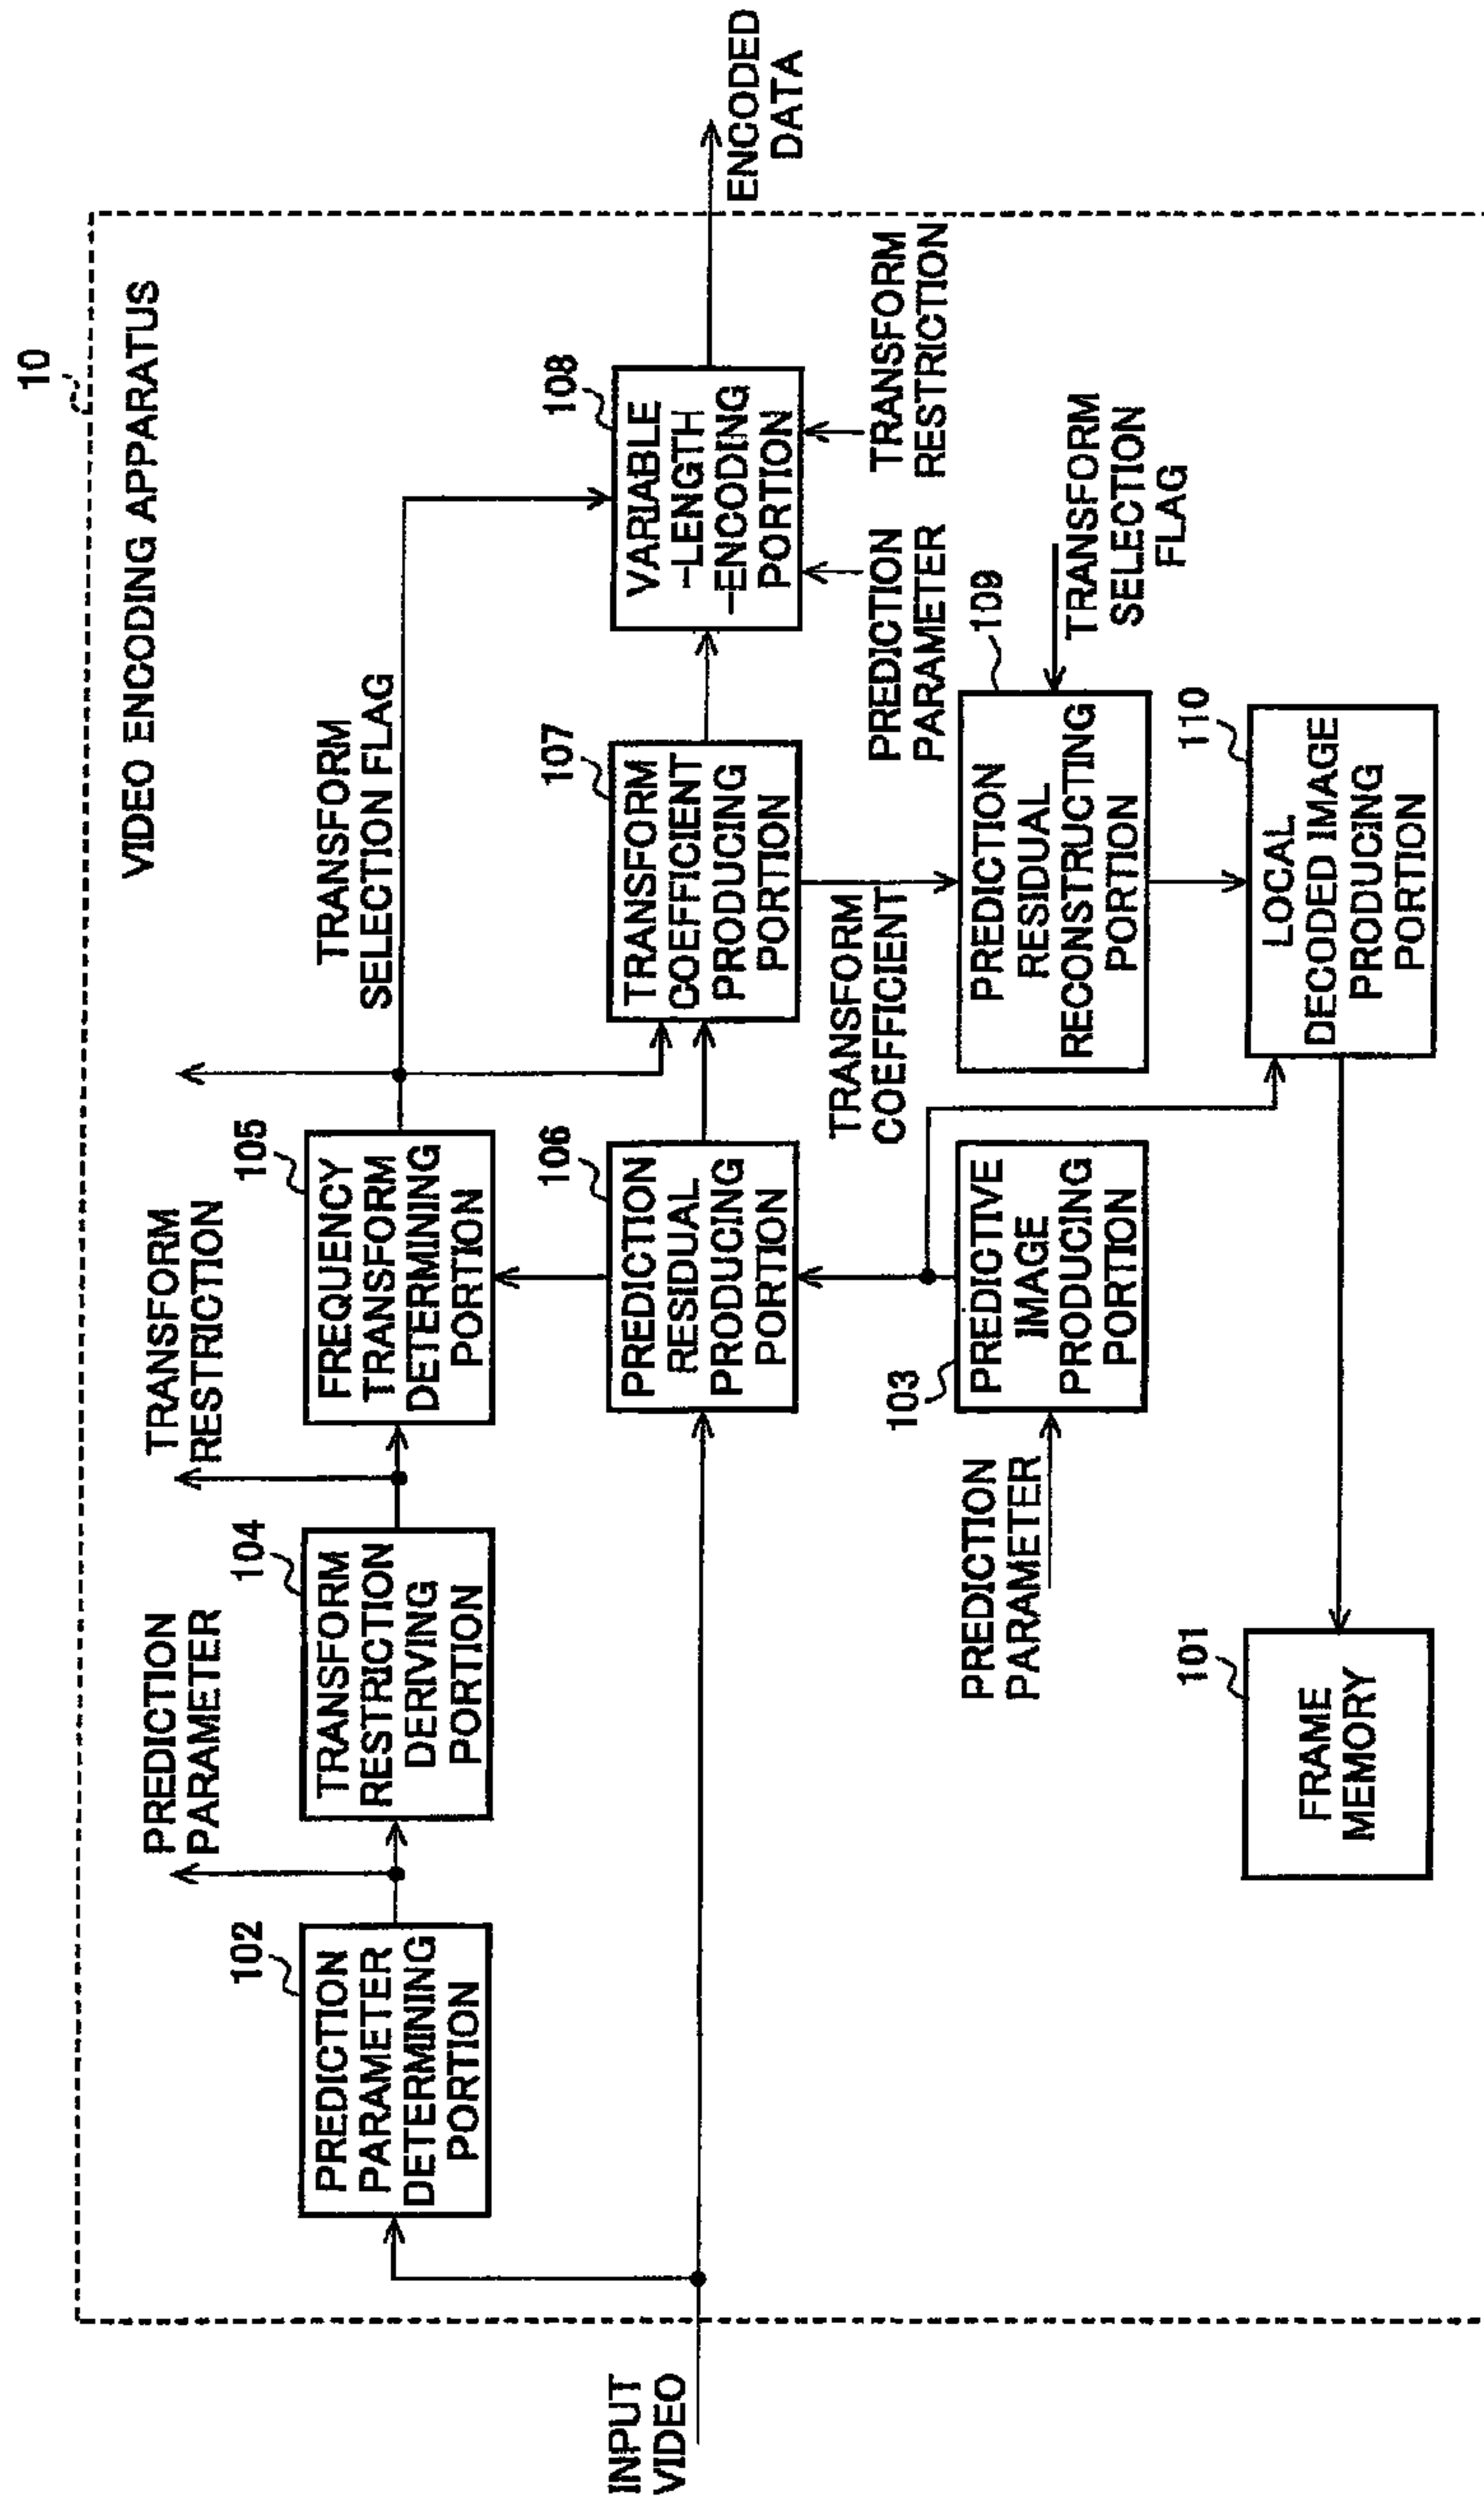 10
VIDEO ENCODING APPARATUS
PREDICTION
PARAMETER
TRANSFORM
RESTRICTION
TRANSFORM
SELECTION FLAG
102
PREDICTION
PARAMETER
DETERMINING
PORTION
104
TRANSFORM
RESTRICTION
DERIVING
PORTION
105
FREQUENCY
TRANSFORM
DETERMINING
PORTION
INPUT
VIDEO
106
PREDICTION
RESIDUAL
PRODUCING
PORTION
107
TRANSFORM
COEFFICIENT
PRODUCING
PORTION
108
VARIABLE
-LENGTH
-ENCODING
PORTION
ENCODED
DATA
TRANSFORM
COEFFICIENT
PREDICTION
PARAMETER
TRANSFORM
RESTRICTION
PREDICTION
PARAMETER
103
PREDICTIVE
IMAGE
PRODUCING
PORTION
109
PREDICTION
RESIDUAL
RECONSTRUCTING
PORTION
TRANSFORM
SELECTION
FLAG
101
FRAME
MEMORY
110
LOCAL
DECODED IMAGE
PRODUCING
PORTION